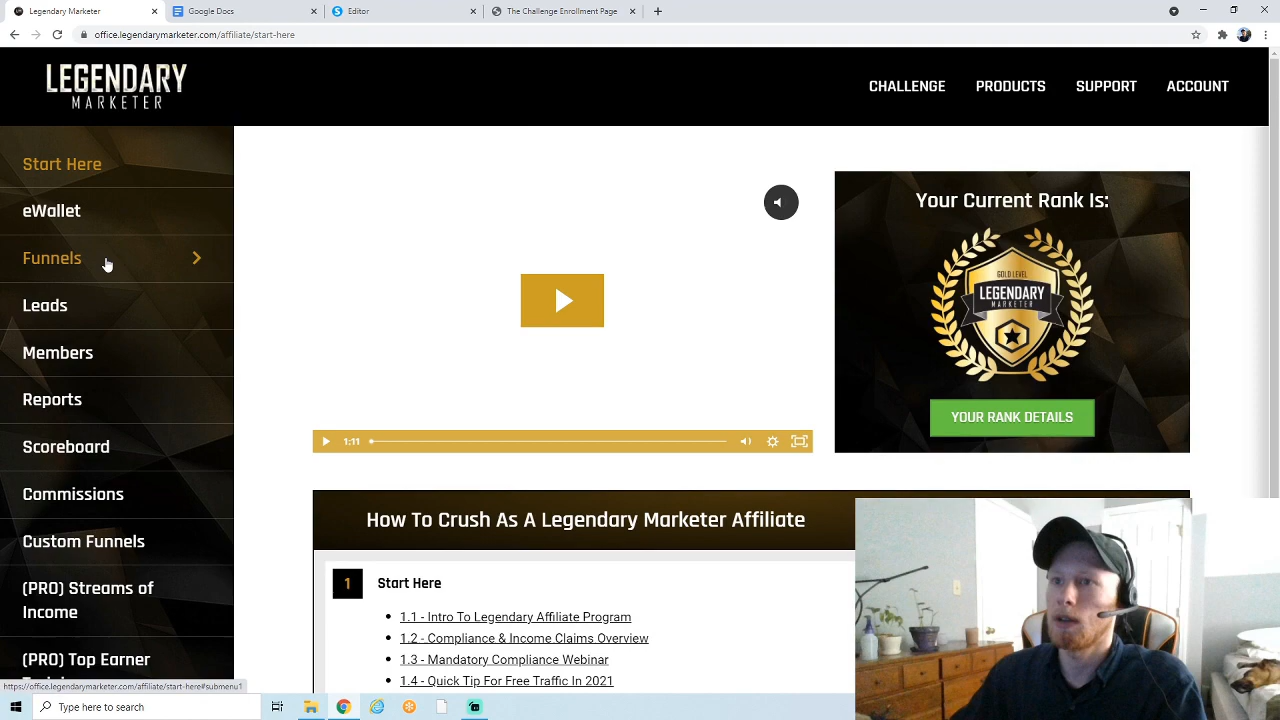 Legendary Marketer
Google Docs
Editor
The Challenge Enrollment Page
office.legendarymarketer.com/affiliate/start-here
LEGENDARY
MARKETER
CHALLENGE
PRODUCTS
SUPPORT
ACCOUNT
Start Here
eWallet
Funnels
Leads
Members
Reports
Scoreboard
Commissions
Custom Funnels
(PRO) Streams of
Income
(PRO) Top Earner
1:11
Your Current Rank Is:
GOLD LEVEL
LEGENDARY
MARKETER
YOUR RANK DETAILS
How To Crush As A Legendary Marketer Affiliate
1
Start Here
1.1 - Intro To Legendary Affiliate Program
1.2 - Compliance & Income Claims Overview
1.3 - Mandatory Compliance Webinar
1.4 - Quick Tip For Free Traffic In 2021
https://office.legendarymarketer.com/affiliate/start-here#submenu1
Type here to search